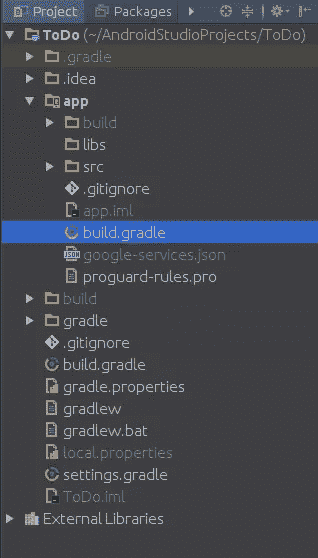 Project Packages
ToDo (~/AndroidStudioProjects/ToDo)
.gradle
.idea
app
build
libs
src
.gitignore
app.iml
build.gradle
google-services.json
proguard-rules.pro
build
gradle
.gitignore
build.gradle
gradle.properties
gradlew
gradlew.bat
local.properties
settings.gradle
ToDo.iml
External Libraries